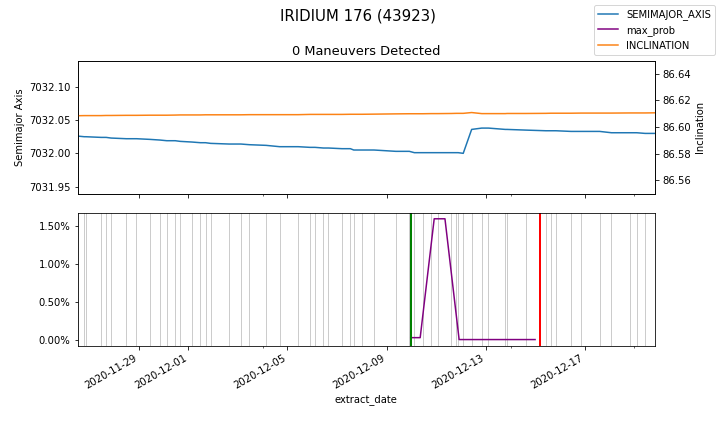 IRIDIUM 176 (43923)
SEMIMAJOR_AXIS
max_prob
INCLINATION
0 Maneuvers Detected
7032.10
7032.05
7032.00
7031.95
Semimajor Axis
86.64
86.62
86.60
86.58
86.56
Inclination
1.50%
1.00%
0.50%
0.00%
2020-11-29
2020-12-01
2020-12-05
2020-12-09
2020-12-13
2020-12-17
extract_date